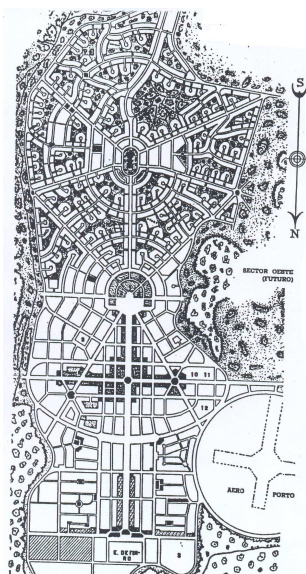 S
N
SECTOR OESTE
(FUTURO)
10 11
12
AERO PORTO
E. DE FER-
RO
8